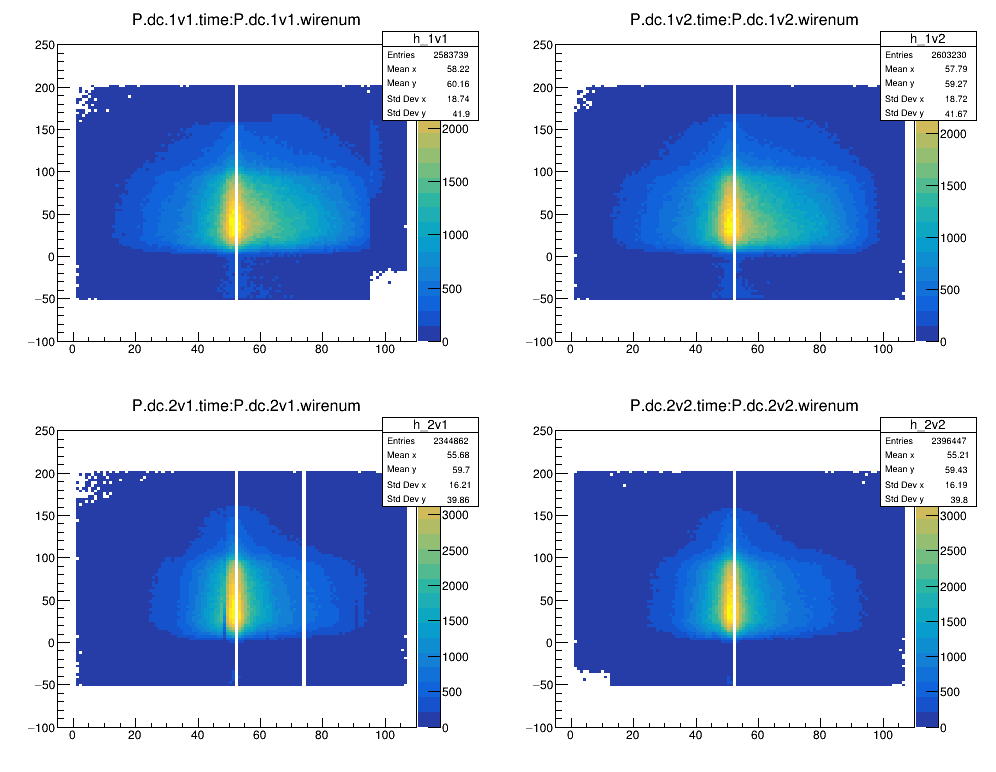 P.dc.1v1.time:P.dc.1v1.wirenum
h_1v1
Entries 2583739
Mean x 58.22
Mean y 60.16
Std Dev x 18.74
Std Dev y 41.9
250
200
150
100
50
0
−50
−100
0 20 40 60 80 100
2000
1500
1000
500
0
P.dc.1v2.time:P.dc.1v2.wirenum
h_1v2
Entries 2603230
Mean x 57.79
Mean y 59.27
Std Dev x 18.72
Std Dev y 41.67
250
200
150
100
50
0
−50
−100
0 20 40 60 80 100
2000
1500
1000
500
0
P.dc.2v1.time:P.dc.2v1.wirenum
h_2v1
Entries 2344862
Mean x 55.68
Mean y 59.7
Std Dev x 16.21
Std Dev y 39.86
250
200
150
100
50
0
−50
−100
0 20 40 60 80 100
3000
2500
2000
1500
1000
500
0
P.dc.2v2.time:P.dc.2v2.wirenum
h_2v2
Entries 2396447
Mean x 55.21
Mean y 59.43
Std Dev x 16.19
Std Dev y 39.8
250
200
150
100
50
0
−50
−100
0 20 40 60 80 100
3000
2500
2000
1500
1000
500
0